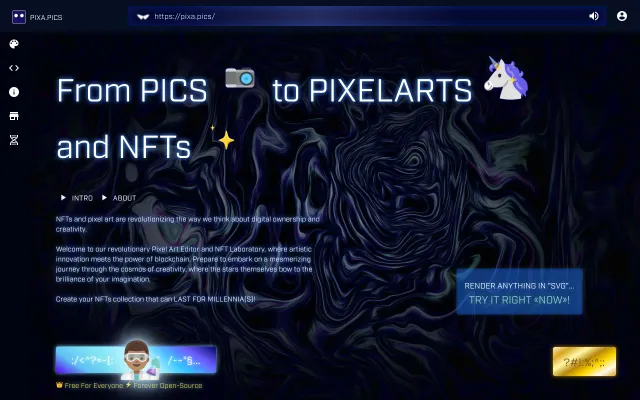 PIXA.PICS
https://pixa.pics/
From PICS to PIXELARTS
and NFTs
INTRO ABOUT
NFTs and pixel art are revolutionizing the way we think about digital ownership and
creativity.
Welcome to our revolutionary Pixel Art Editor and NFT Laboratory, where artistic
innovation meets the power of blockchain. Prepare to embark on a mesmerizing
journey through the cosmos of creativity, where the stars themselves bow to the
brilliance of your imagination.
Create your NFTs collection that can LAST FOR MILLENNIA(S)!
RENDER ANYTHING IN "SVG"...
TRY IT RIGHT «NOW»!
Free For Everyone Forever Open-Source